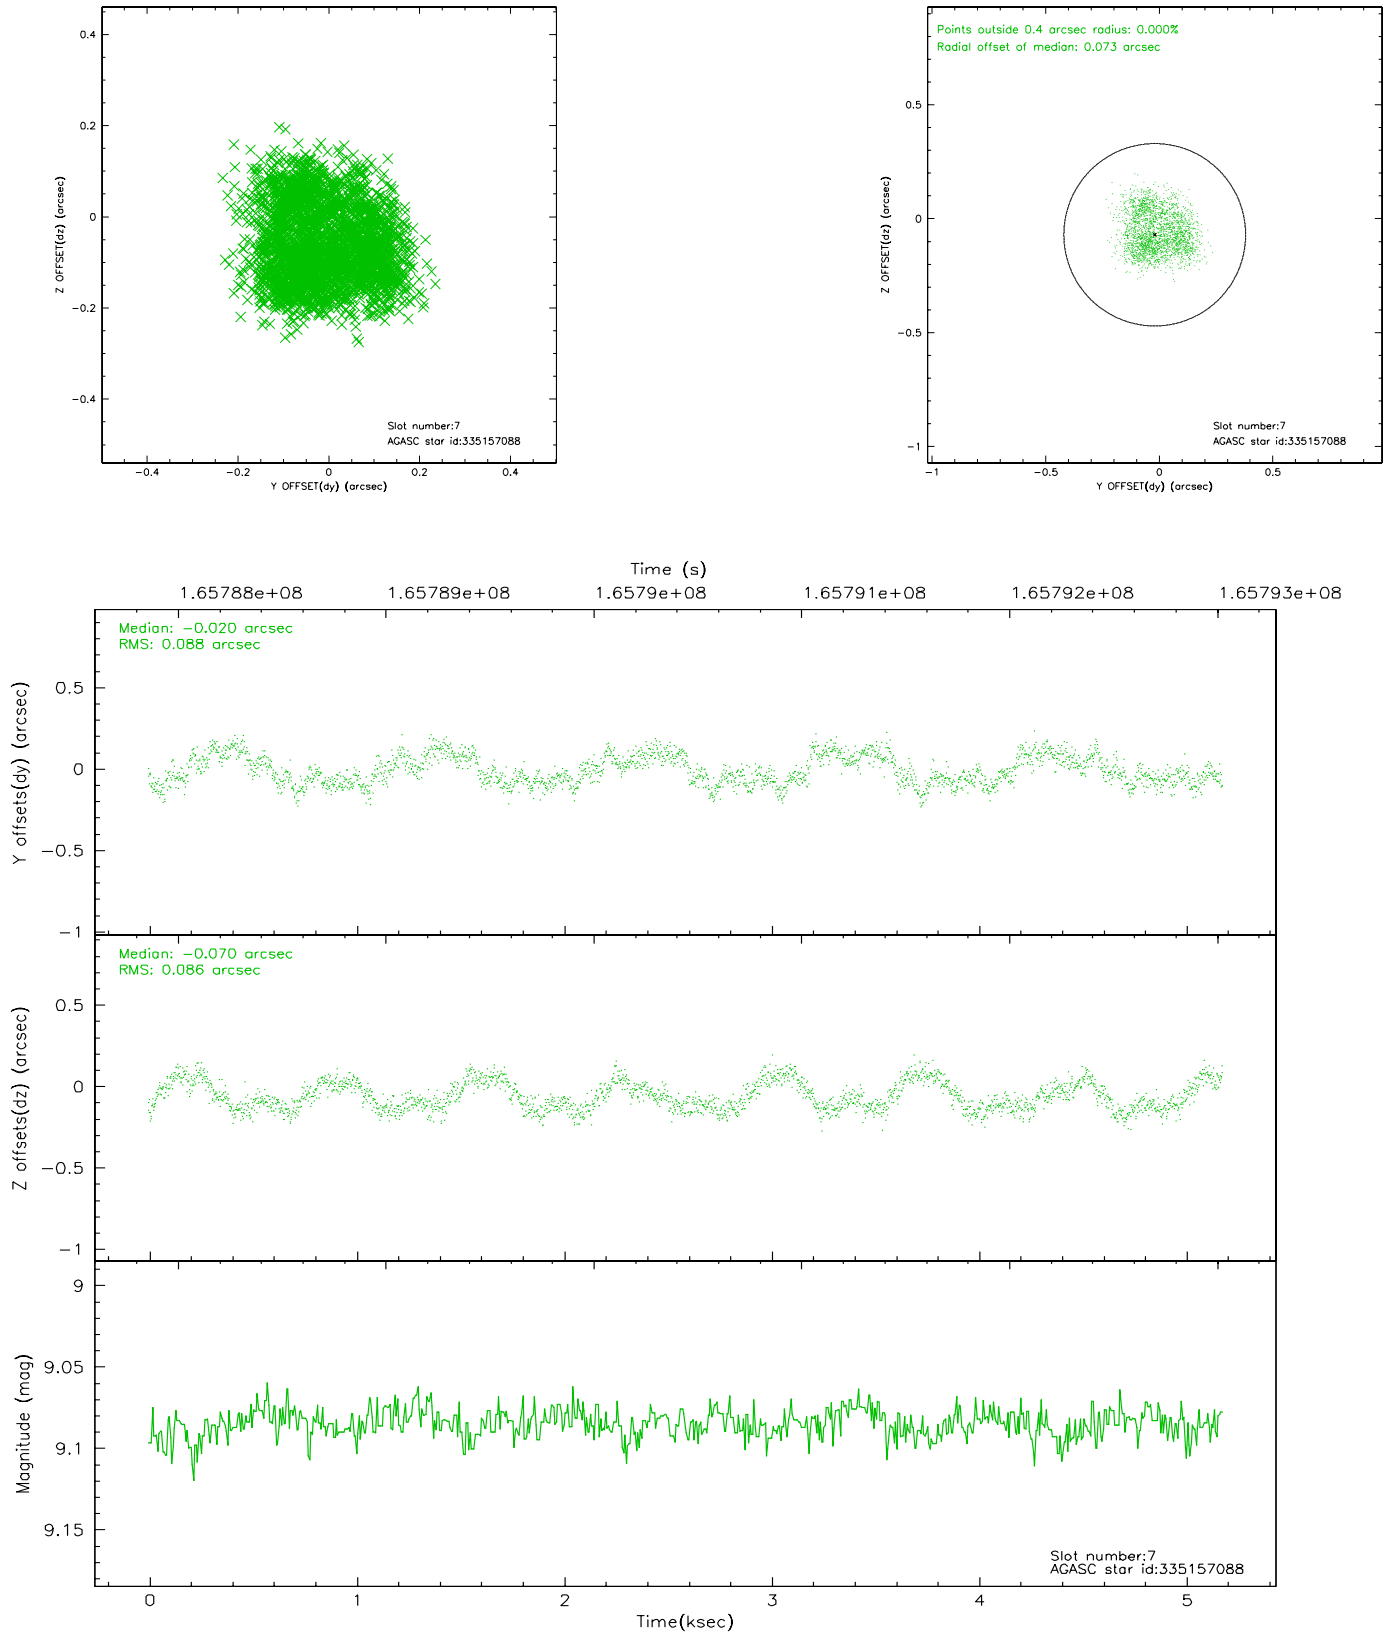 0.4
0.2
0
−0.2
−0.4
Z OFFSET(dz) (arcsec)
Slot number:7
AGASC star id:335157088
−0.4 −0.2 0 0.2 0.4
Y OFFSET(dy) (arcsec)
Points outside 0.4 arcsec radius: 0.000%
Radial offset of median: 0.073 arcsec
0.5
0
−0.5
−1
Z OFFSET(dz) (arcsec)
Slot number:7
AGASC star id:335157088
−1 −0.5 0 0.5
Y OFFSET(dy) (arcsec)
Time (s)
1.65788e+08 1.65789e+08 1.6579e+08 1.65791e+08 1.65792e+08 1.65793e+08
Median: −0.020 arcsec
RMS: 0.088 arcsec
0.5
0
−0.5
−1
Y offsets(dy) (arcsec)
Median: −0.070 arcsec
RMS: 0.086 arcsec
0.5
0
−0.5
−1
Z offsets(dz) (arcsec)
9
9.05
9.1
9.15
Magnitude (mag)
Slot number:7
AGASC star id:335157088
0 1 2 3 4 5
Time(ksec)